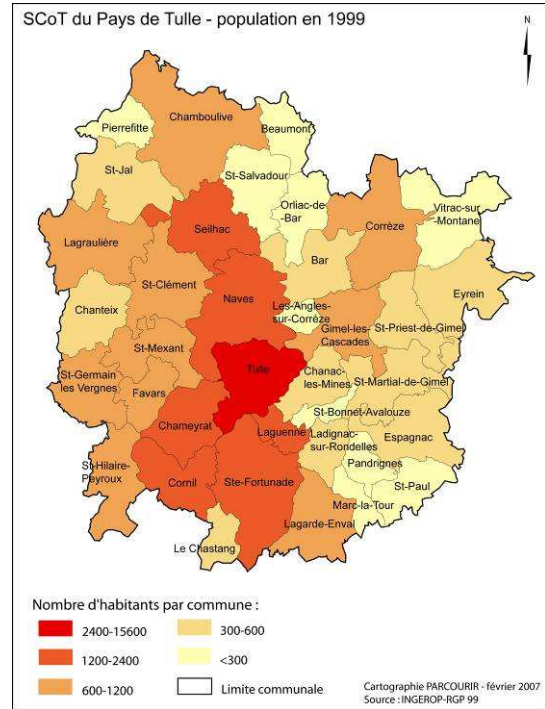 SCoT du Pays de Tulle - population en 1999
N
Pierrefitte
Chamboulive
Beaumont
St-Jal
St-Salvadour
Orliac-de-
Bar
Corrèze
Vitrac-sur
-Montane
Seilhac
Lagraulière
Bar
St-Clément
Eyrein
Naves
Chanteix
Les-Angles-
sur-Corrèze
Gimel-les-
Cascades
St-Priest-de-Gimel
St-Mexant
Tulle
Chanac-
les-Mines
St-Martial-de-Gimel
St-Germain
les Vergnes
Favars
St-Bonnet-Avalouze
Chameyrat
Laguenne
Ladignac-
sur-Rondelles
Espagnac
Pandrignes
St-Hilaire-
Peyroux
Cornil
Ste-Fortunade
St-Paul
Marc-la-Tour
Lagarde-Enval
Le Chastang
Nombre d'habitants par commune :
2400-15600
300-600
1200-2400
<300
600-1200
Limite communale
Cartographie PARCOURIR - février 2007
Source : INGEROP-RGP 99